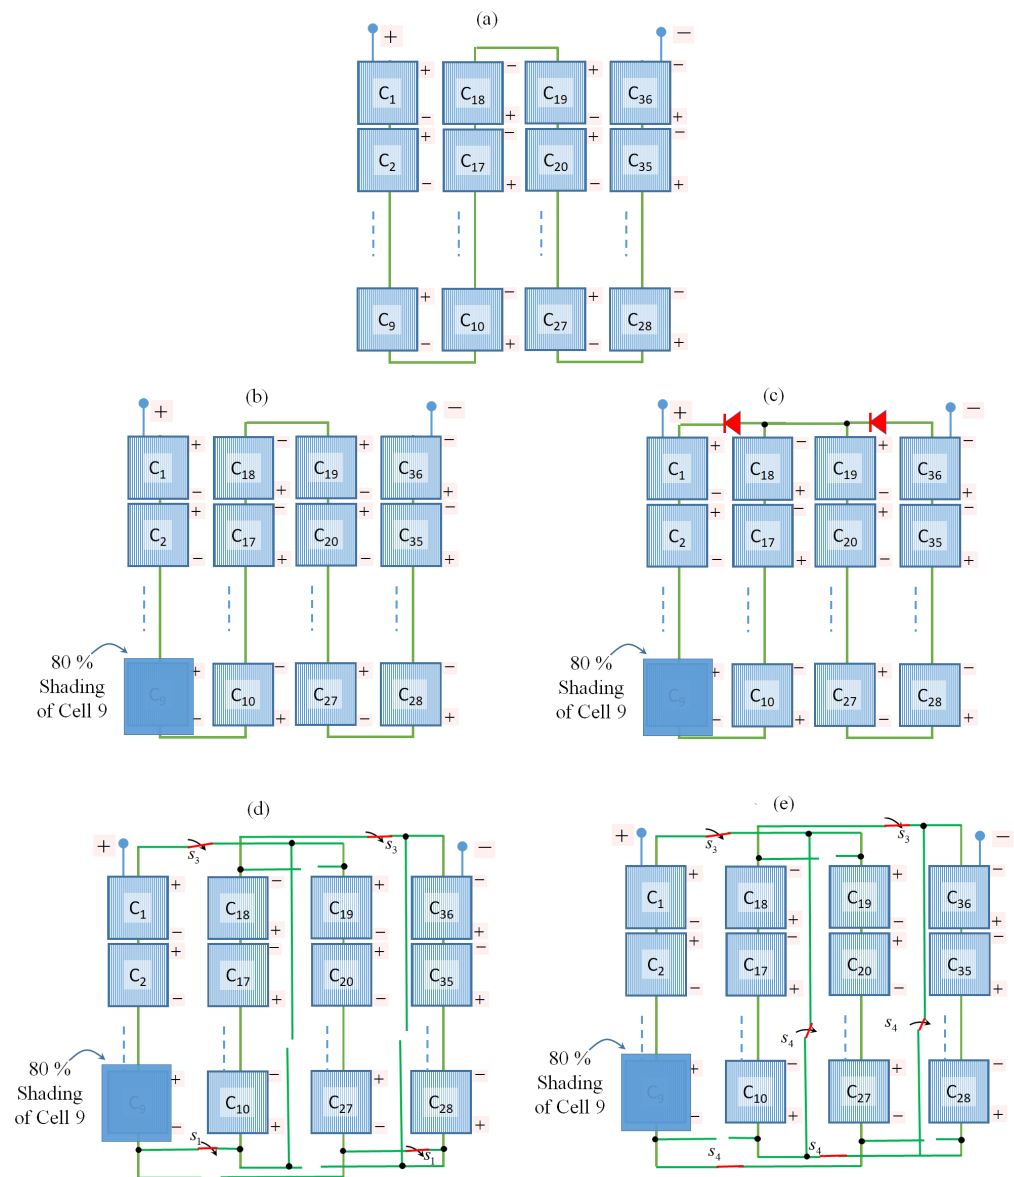 (a)
+ −
C1 + − C18 − + C19 + − C36 − +
C2 + − C17 − + C20 + − C35 − +
C9 + − C10 − + C27 + − C28 − +
(b)
+ −
C1 + − C18 − + C19 + − C36 − +
C2 + − C17 − + C20 + − C35 − +
80 %
Shading
of Cell 9
C9 + − C10 − + C27 + − C28 − +
(c)
+ −
C1 + − C18 − + C19 + − C36 − +
C2 + − C17 − + C20 + − C35 − +
80 %
Shading
of Cell 9
C9 + − C10 − + C27 + − C28 − +
(d)
+ s3 s3 −
C1 + − C18 − + C19 + − C36 − +
C2 + − C17 − + C20 + − C35 − +
80 %
Shading
of Cell 9
C9 + − C10 − + C27 + − C28 − +
s1 s1
(e)
+ s3 s3 −
C1 + − C18 − + C19 + − C36 − +
C2 + − C17 − + C20 + − C35 − +
s4 s4
80 %
Shading
of Cell 9
C9 + − C10 − + C27 + − C28 − +
s4 s4